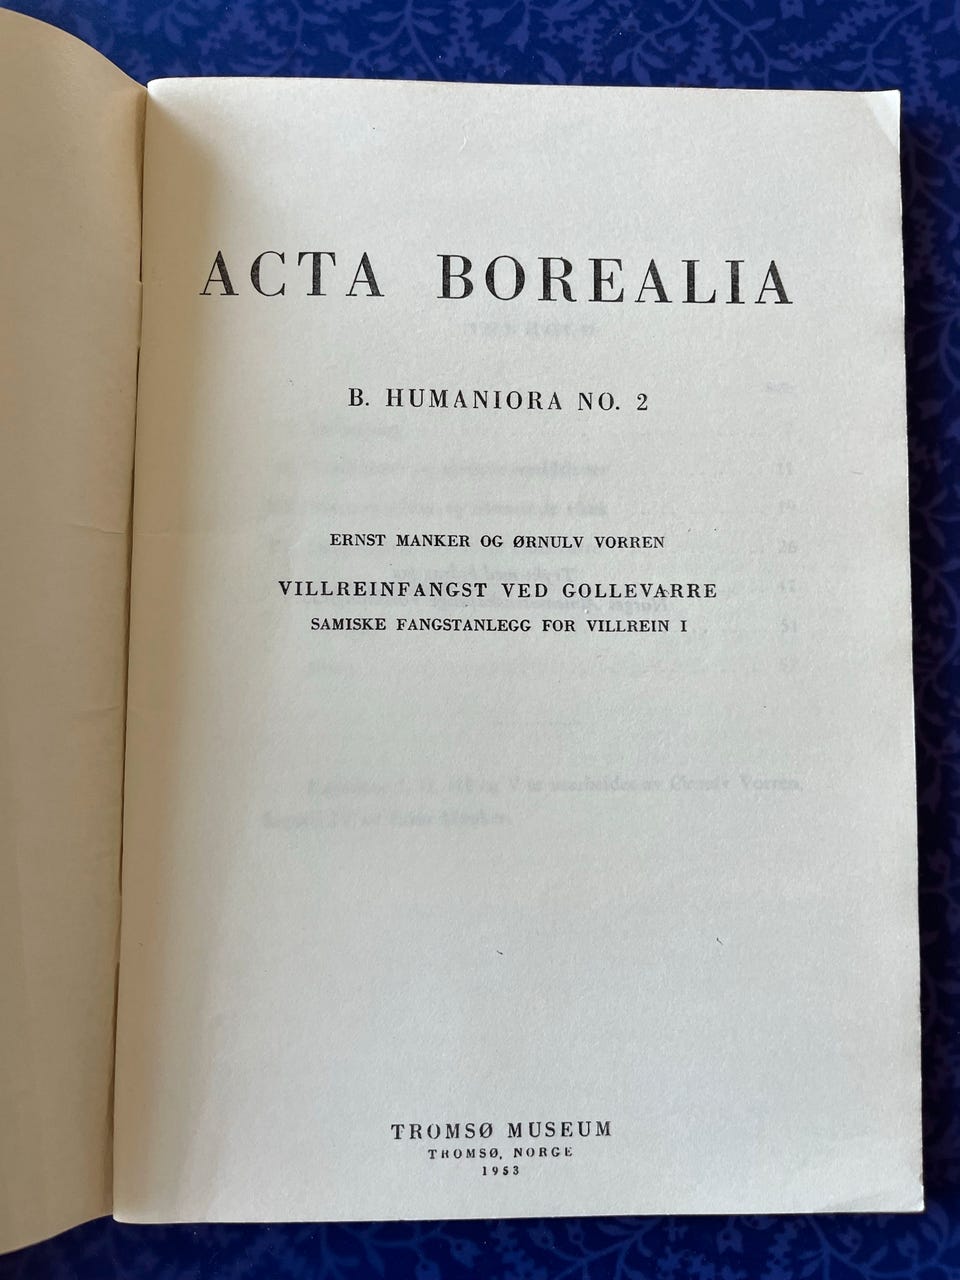 ACTA BOREALIA
B. HUMANIORA NO. 2
ERNST MANKER OG ØRNULV VORREN
VILLREINFANGST VED GOLLEVARRE
SAMISKE FANGSTANLEGG FOR VILLREIN I
TROMSØ MUSEUM
TROMSØ, NORGE
1953